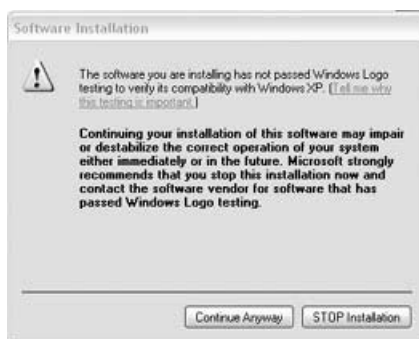 Software Installation
The software you are installing has not passed Windows Logo
testing to verify its compatibility with Windows XP. (Tell me why
this testing is important.)
Continuing your installation of this software may impair
or destabilize the correct operation of your system
either immediately or in the future. Microsoft strongly
recommends that you stop this installation now and
contact the software vendor for software that has
passed Windows Logo testing.
Continue Anyway
STOP Installation